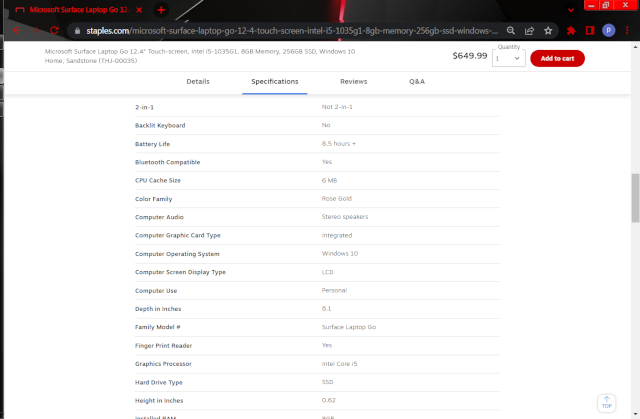 Microsoft Surface Laptop Go 12.
staples.com/microsoft-surface-laptop-go-12-4-touch-screen-intel-i5-1035g1-8gb-memory-256gb-ssd-windows-...
P
Microsoft Surface Laptop Go 12.4" Touch-screen, Intel i5-1035G1, 8GB Memory, 256GB SSD, Windows 10
Home, Sandstone (THJ-00035)
$649.99
Quantity
1
Add to cart
Details Specifications Reviews Q&A
2-in-1 Not 2-in-1
Backlit Keyboard No
Battery Life 8.5 hours +
Bluetooth Compatible Yes
CPU Cache Size 6 MB
Color Family Rose Gold
Computer Audio Stereo speakers
Computer Graphic Card Type Integrated
Computer Operating System Windows 10
Computer Screen Display Type LCD
Computer Use Personal
Depth in Inches 8.1
Family Model # Surface Laptop Go
Finger Print Reader Yes
Graphics Processor Intel Core i5
Hard Drive Type SSD
Height in Inches 0.62
Installed RAM 8GB
TOP